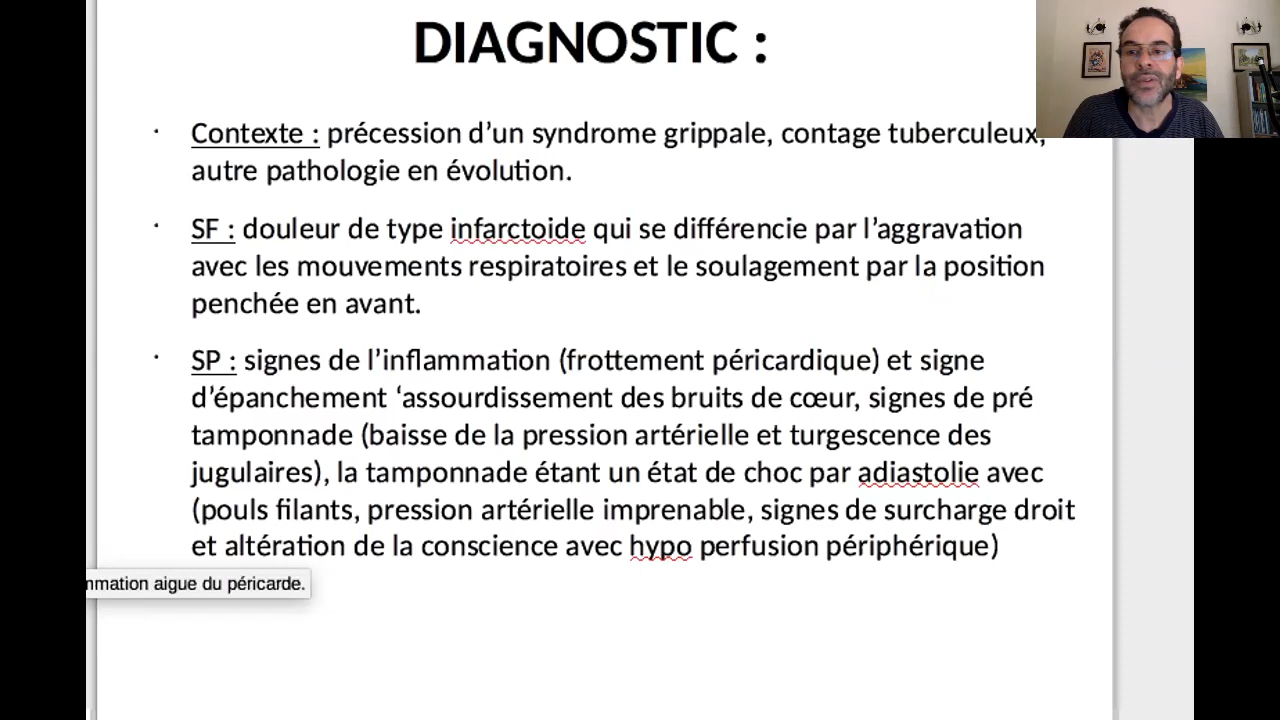 DIAGNOSTIC :
· Contexte : précession d’un syndrome grippale, contage tuberculeux,
autre pathologie en évolution.
· SF : douleur de type infarctoide qui se différencie par l’aggravation
avec les mouvements respiratoires et le soulagement par la position
penchée en avant.
· SP : signes de l’inflammation (frottement péricardique) et signe
d’épanchement ‘assourdissement des bruits de cœur, signes de pré
tamponnade (baisse de la pression artérielle et turgescence des
jugulaires), la tamponnade étant un état de choc par adiastolie avec
(pouls filants, pression artérielle imprenable, signes de surcharge droit
et altération de la conscience avec hypo perfusion périphérique)
mmation aigue du péricarde.